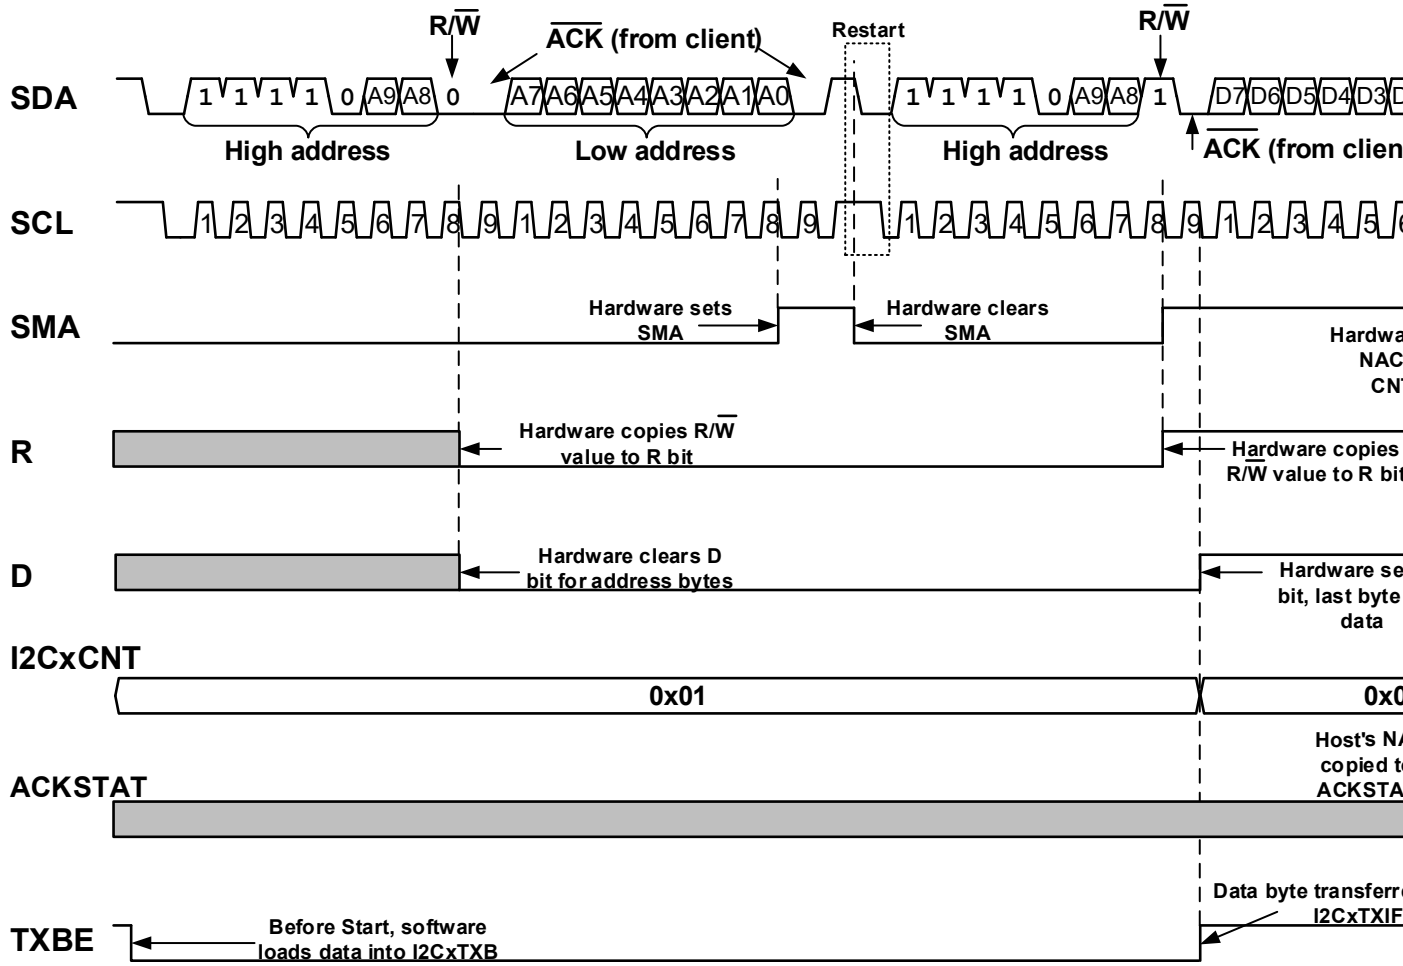 R/W
ACK (from client)
Restart
R/W
SDA
1 1 1 1 0 A9 A8 0 A7 A6 A5 A4 A3 A2 A1 A0 1 1 1 1 0 A9 A8 1 D7 D6 D5 D4 D3 D
High address
Low address
High address
ACK (from clien
SCL
1 2 3 4 5 6 7 8 9 1 2 3 4 5 6 7 8 9 1 2 3 4 5 6 7 8 9 1 2 3 4 5 6
SMA
Hardware sets
SMA
Hardware clears
SMA
Hardwa
NAC
CN
R
Hardware copies R/W
value to R bit
Hardware copies
R/W value to R bit
D
Hardware clears D
bit for address bytes
Hardware se
bit, last byte
data
I2CxCNT
0x01
0x0
ACKSTAT
Host's NA
copied t
ACKSTA
TXBE
Before Start, software
loads data into I2CxTXB
Data byte transferr
I2CxTXIF